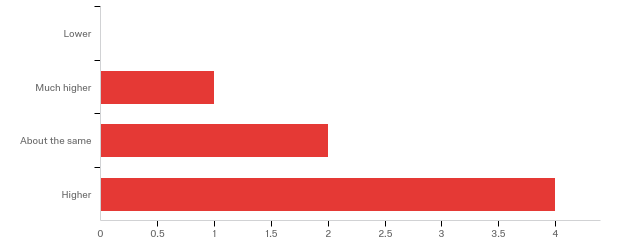 Lower
Much higher
About the same
Higher
0 0.5 1 1.5 2 2.5 3 3.5 4